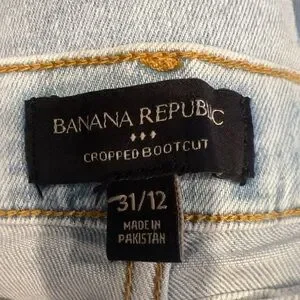 BANANA REPUBLIC
CROPPED BOOTCUT
31/12
MADE IN
PAKISTAN